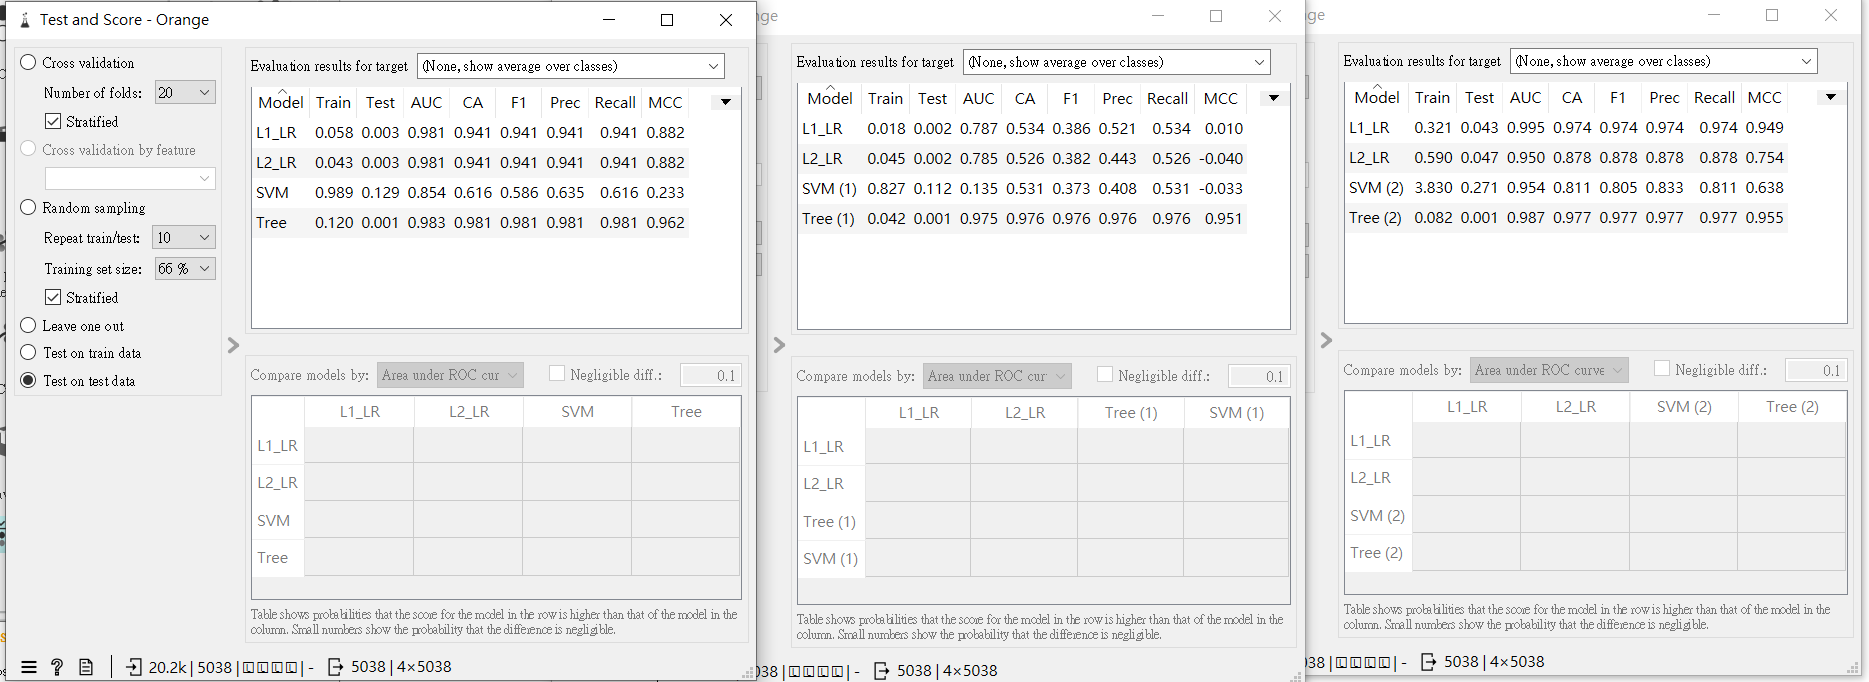 Test and Score - Orange
Cross validation
Number of folds: 20
Stratified
Cross validation by feature
Random sampling
Repeat train/test: 10
Training set size: 66 %
Stratified
Leave one out
Test on train data
Test on test data
Evaluation results for target (None, show average over classes)
Model Train Test AUC CA F1 Prec Recall MCC
L1_LR 0.058 0.003 0.981 0.941 0.941 0.941 0.941 0.882
L2_LR 0.043 0.003 0.981 0.941 0.941 0.941 0.941 0.882
SVM 0.989 0.129 0.854 0.616 0.586 0.635 0.616 0.233
Tree 0.120 0.001 0.983 0.981 0.981 0.981 0.981 0.962
Compare models by: Area under ROC cur Negligible diff.: 0.1
L1_LR L2_LR SVM Tree
L1_LR
L2_LR
SVM
Tree
Table shows probabilities that the score for the model in the row is higher than that of the model in the
column. Small numbers show the probability that the difference is negligible.
20.2k | 5038 | - 5038 | 4×5038
nge
Evaluation results for target (None, show average over classes)
Model Train Test AUC CA F1 Prec Recall MCC
L1_LR 0.018 0.002 0.787 0.534 0.386 0.521 0.534 0.010
L2_LR 0.045 0.002 0.785 0.526 0.382 0.443 0.526 -0.040
SVM (1) 0.827 0.112 0.135 0.531 0.373 0.408 0.531 -0.033
Tree (1) 0.042 0.001 0.975 0.976 0.976 0.976 0.976 0.951
Compare models by: Area under ROC cur Negligible diff.: 0.1
L1_LR L2_LR Tree (1) SVM (1)
L1_LR
L2_LR
Tree (1)
SVM (1)
Table shows probabilities that the score for the model in the row is higher than that of the model in the
column. Small numbers show the probability that the difference is negligible.
038 | - 5038 | 4×5038
ge
Evaluation results for target (None, show average over classes)
Model Train Test AUC CA F1 Prec Recall MCC
L1_LR 0.321 0.043 0.995 0.974 0.974 0.974 0.974 0.949
L2_LR 0.590 0.047 0.950 0.878 0.878 0.878 0.878 0.754
SVM (2) 3.830 0.271 0.954 0.811 0.805 0.833 0.811 0.638
Tree (2) 0.082 0.001 0.987 0.977 0.977 0.977 0.977 0.955
Compare models by: Area under ROC curve Negligible diff.: 0.1
L1_LR L2_LR SVM (2) Tree (2)
L1_LR
L2_LR
SVM (2)
Tree (2)
Table shows probabilities that the score for the model in the row is higher than that of the model in the
column. Small numbers show the probability that the difference is negligible.
38 | - 5038 | 4×5038